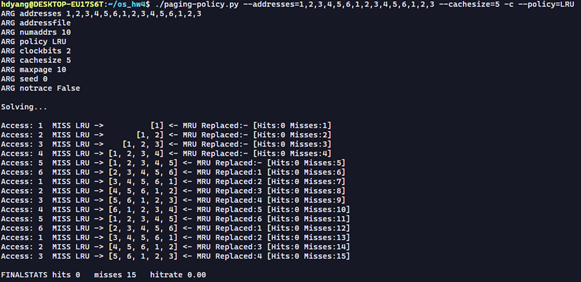 hdyang@DESKTOP-EU17S6T:~/os_hw4$ ./paging-policy.py --addresses=1,2,3,4,5,6,1,2,3,4,5,6,1,2,3 --cachesize=5 -c --policy=LRU
ARG addresses 1,2,3,4,5,6,1,2,3,4,5,6,1,2,3
ARG addressfile
ARG numaddrs 10
ARG policy LRU
ARG clockbits 2
ARG cachesize 5
ARG maxpage 10
ARG seed 0
ARG notrace False
Solving...
Access: 1  MISS LRU ->          [1] <- MRU Replaced:- [Hits:0 Misses:1]
Access: 2  MISS LRU ->       [1, 2] <- MRU Replaced:- [Hits:0 Misses:2]
Access: 3  MISS LRU ->    [1, 2, 3] <- MRU Replaced:- [Hits:0 Misses:3]
Access: 4  MISS LRU -> [1, 2, 3, 4] <- MRU Replaced:- [Hits:0 Misses:4]
Access: 5  MISS LRU -> [1, 2, 3, 4, 5] <- MRU Replaced:- [Hits:0 Misses:5]
Access: 6  MISS LRU -> [2, 3, 4, 5, 6] <- MRU Replaced:1 [Hits:0 Misses:6]
Access: 1  MISS LRU -> [3, 4, 5, 6, 1] <- MRU Replaced:2 [Hits:0 Misses:7]
Access: 2  MISS LRU -> [4, 5, 6, 1, 2] <- MRU Replaced:3 [Hits:0 Misses:8]
Access: 3  MISS LRU -> [5, 6, 1, 2, 3] <- MRU Replaced:4 [Hits:0 Misses:9]
Access: 4  MISS LRU -> [6, 1, 2, 3, 4] <- MRU Replaced:5 [Hits:0 Misses:10]
Access: 5  MISS LRU -> [1, 2, 3, 4, 5] <- MRU Replaced:6 [Hits:0 Misses:11]
Access: 6  MISS LRU -> [2, 3, 4, 5, 6] <- MRU Replaced:1 [Hits:0 Misses:12]
Access: 1  MISS LRU -> [3, 4, 5, 6, 1] <- MRU Replaced:2 [Hits:0 Misses:13]
Access: 2  MISS LRU -> [4, 5, 6, 1, 2] <- MRU Replaced:3 [Hits:0 Misses:14]
Access: 3  MISS LRU -> [5, 6, 1, 2, 3] <- MRU Replaced:4 [Hits:0 Misses:15]
FINALSTATS hits 0   misses 15   hitrate 0.00